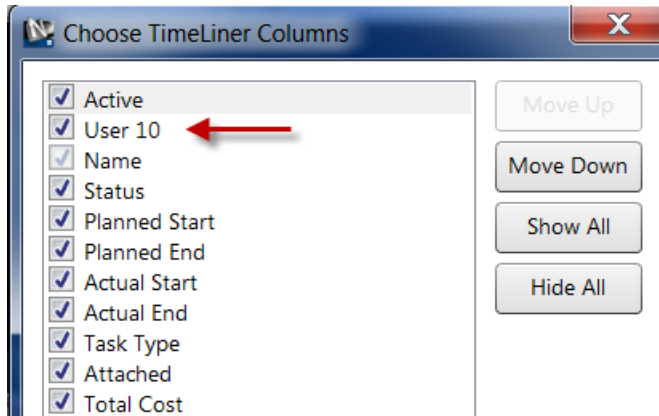 Choose TimeLiner Columns
Active
User 10
Name
Status
Planned Start
Planned End
Actual Start
Actual End
Task Type
Attached
Total Cost
Move Up
Move Down
Show All
Hide All